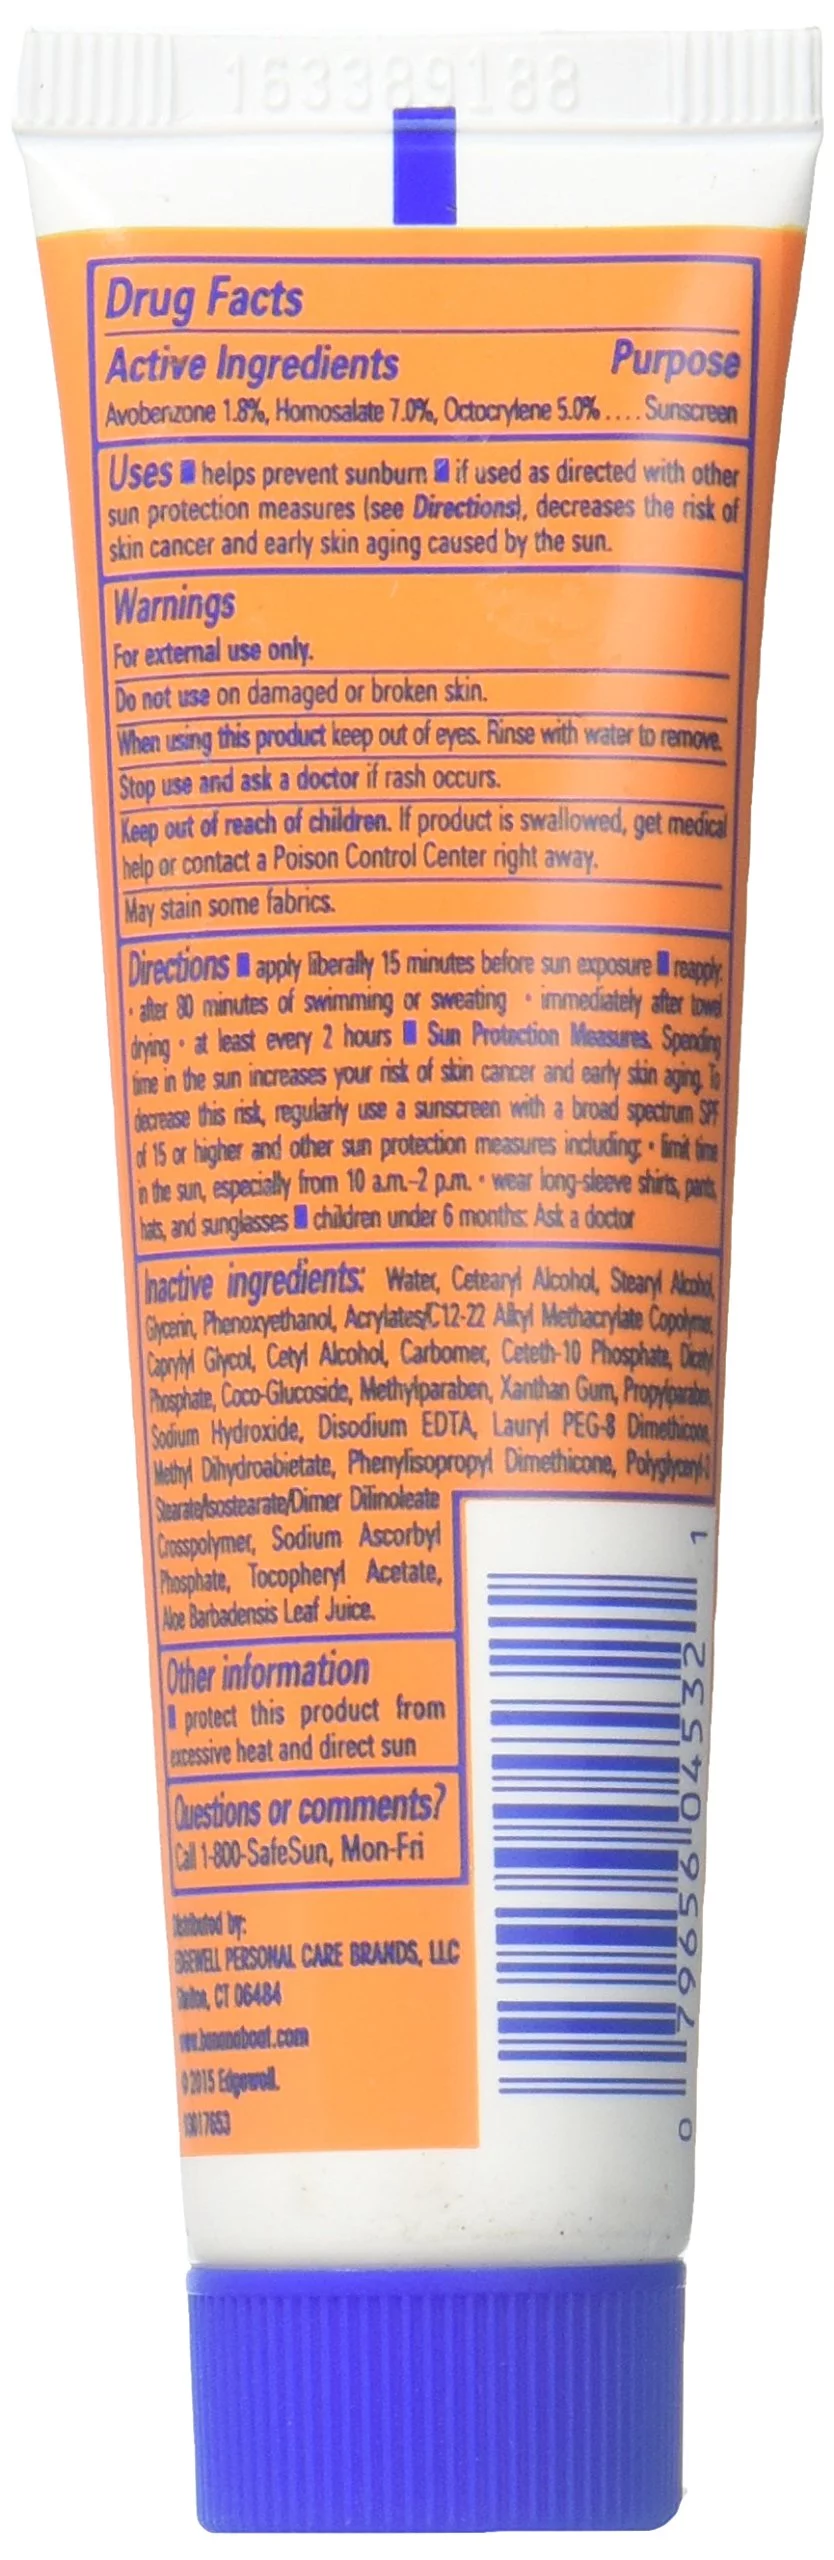 163389188
Drug Facts
Active Ingredients Purpose
Avobenzone 1.8%, Homosalate 7.0%, Octocrylene 5.0% .... Sunscreen
Uses ■ helps prevent sunburn ■ if used as directed with other
sun protection measures (see Directions), decreases the risk of
skin cancer and early skin aging caused by the sun.
Warnings
For external use only.
Do not use on damaged or broken skin.
When using this product keep out of eyes. Rinse with water to remove.
Stop use and ask a doctor if rash occurs.
Keep out of reach of children. If product is swallowed, get medical
help or contact a Poison Control Center right away.
May stain some fabrics.
Directions ■ apply liberally 15 minutes before sun exposure ■ reapply:
• after 80 minutes of swimming or sweating • immediately after towel
drying • at least every 2 hours ■ Sun Protection Measures. Spending
time in the sun increases your risk of skin cancer and early skin aging. To
decrease this risk, regularly use a sunscreen with a broad spectrum SPF
of 15 or higher and other sun protection measures including: • limit time
in the sun, especially from 10 a.m.-2 p.m. • wear long-sleeve shirts, pants,
hats, and sunglasses ■ children under 6 months: Ask a doctor
Inactive ingredients: Water, Cetearyl Alcohol, Stearyl Alcohol,
Glycerin, Phenoxyethanol, Acrylates/C12-22 Alkyl Methacrylate Copolymer,
Caprylyl Glycol, Cetyl Alcohol, Carbomer, Ceteth-10 Phosphate, Dicetyl
Phosphate, Coco-Glucoside, Methylparaben, Xanthan Gum, Propylparaben,
Sodium Hydroxide, Disodium EDTA, Lauryl PEG-8 Dimethicone,
Methyl Dihydroabietate, Phenylisopropyl Dimethicone, Polyglyceryl-3
Stearate/Isostearate/Dimer Dilinoleate
Crosspolymer, Sodium Ascorbyl
Phosphate, Tocopheryl Acetate,
Aloe Barbadensis Leaf Juice.
Other information
■ protect this product from
excessive heat and direct sun
Questions or comments?
Call 1-800-SafeSun, Mon-Fri
Distributed by:
EDGEWELL PERSONAL CARE BRANDS, LLC
Shelton, CT 06484
www.bananaboat.com
©2015 Edgewell.
17653
0 79656 04532 1